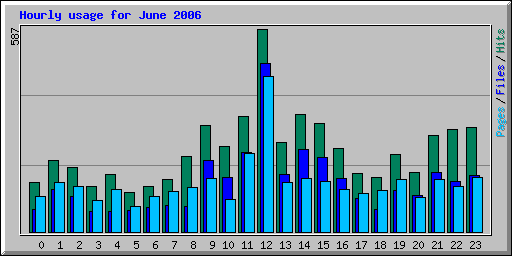 Hourly usage for June 2006
587
Pages/Files/Hits
0 1 2 3 4 5 6 7 8 9 10 11 12 13 14 15 16 17 18 19 20 21 22 23